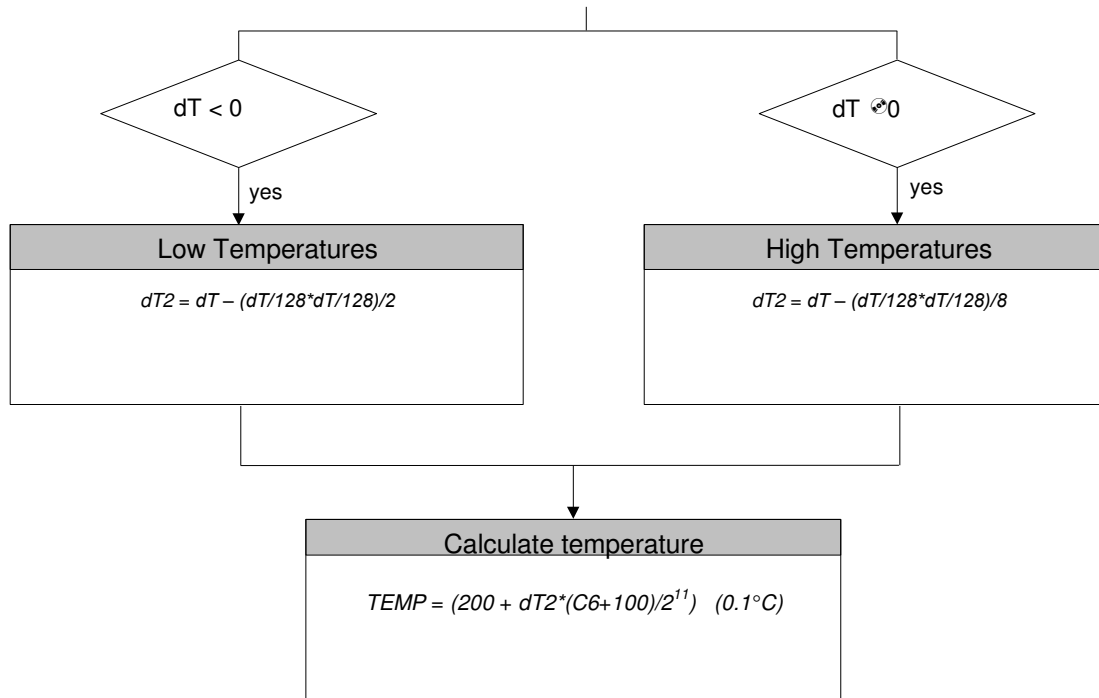 dT < 0
dT 0
yes
yes
Low Temperatures
High Temperatures
dT2 = dT – (dT/128*dT/128)/2
dT2 = dT – (dT/128*dT/128)/8
Calculate temperature
TEMP = (200 + dT2*(C6+100)/2¹¹) (0.1°C)